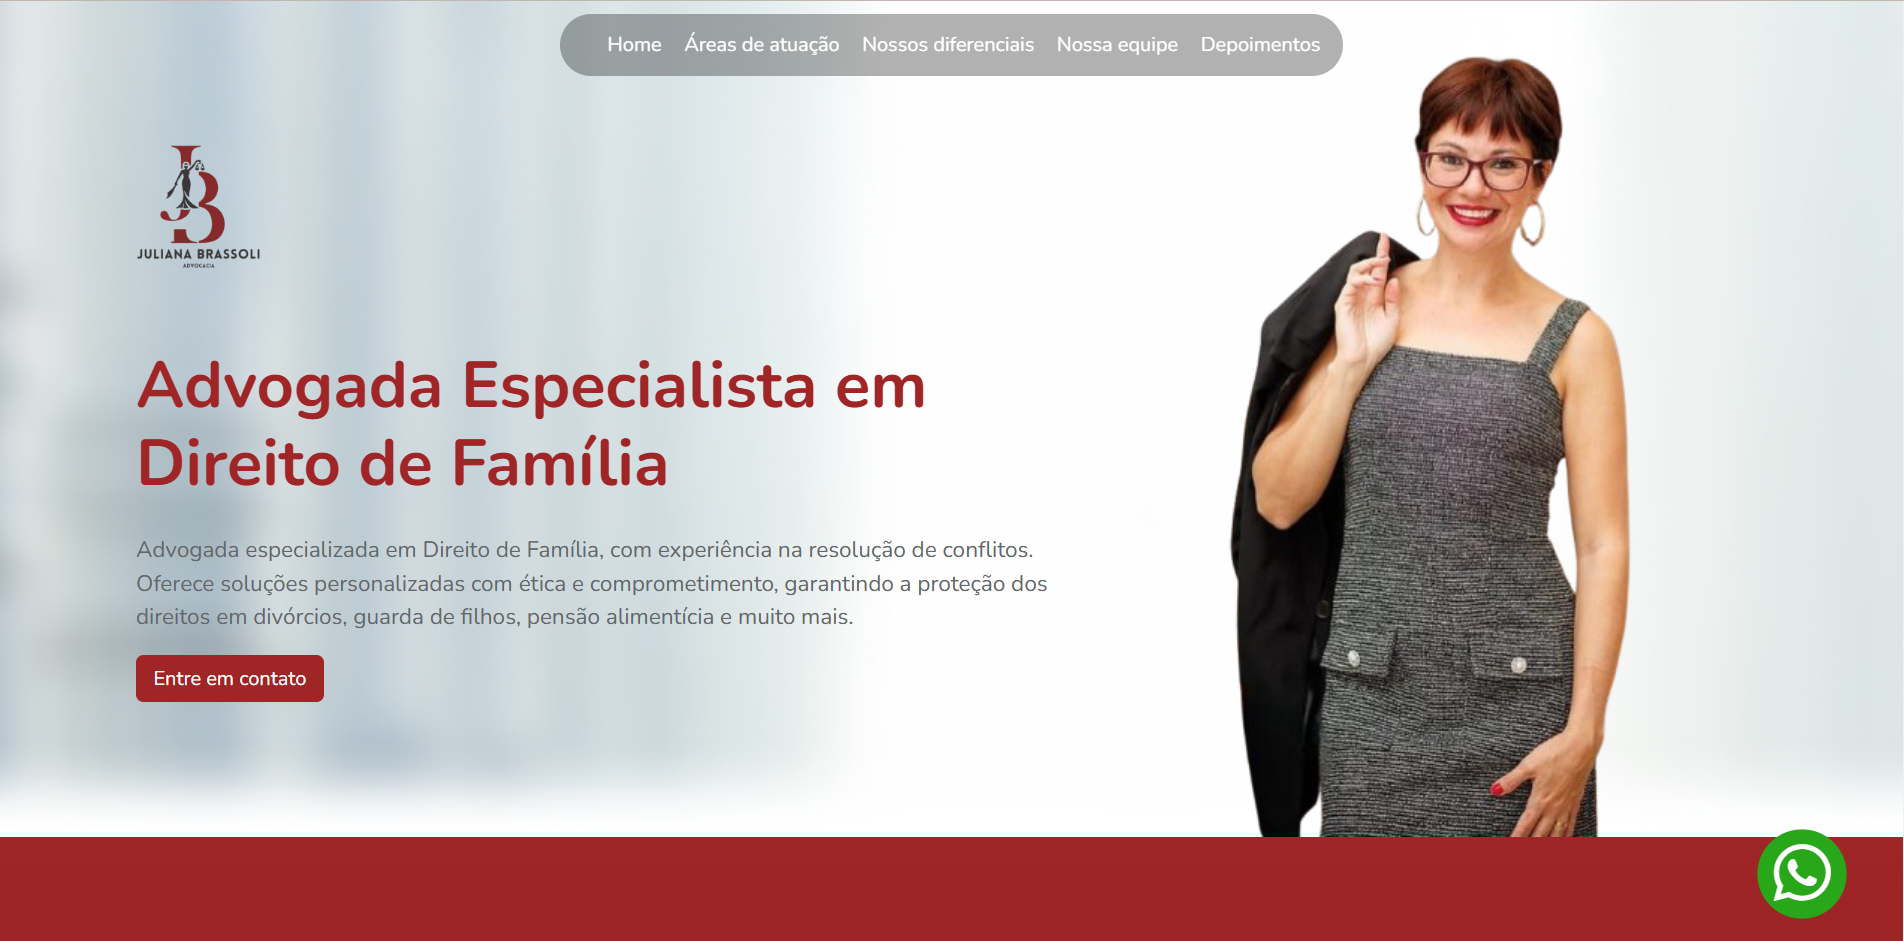 Home Áreas de atuação Nossos diferenciais Nossa equipe Depoimentos
JB
JULIANA BRASSOLI
ADVOCACIA
Advogada Especialista em
Direito de Família
Advogada especializada em Direito de Família, com experiência na resolução de conflitos.
Oferece soluções personalizadas com ética e comprometimento, garantindo a proteção dos
direitos em divórcios, guarda de filhos, pensão alimentícia e muito mais.
Entre em contato